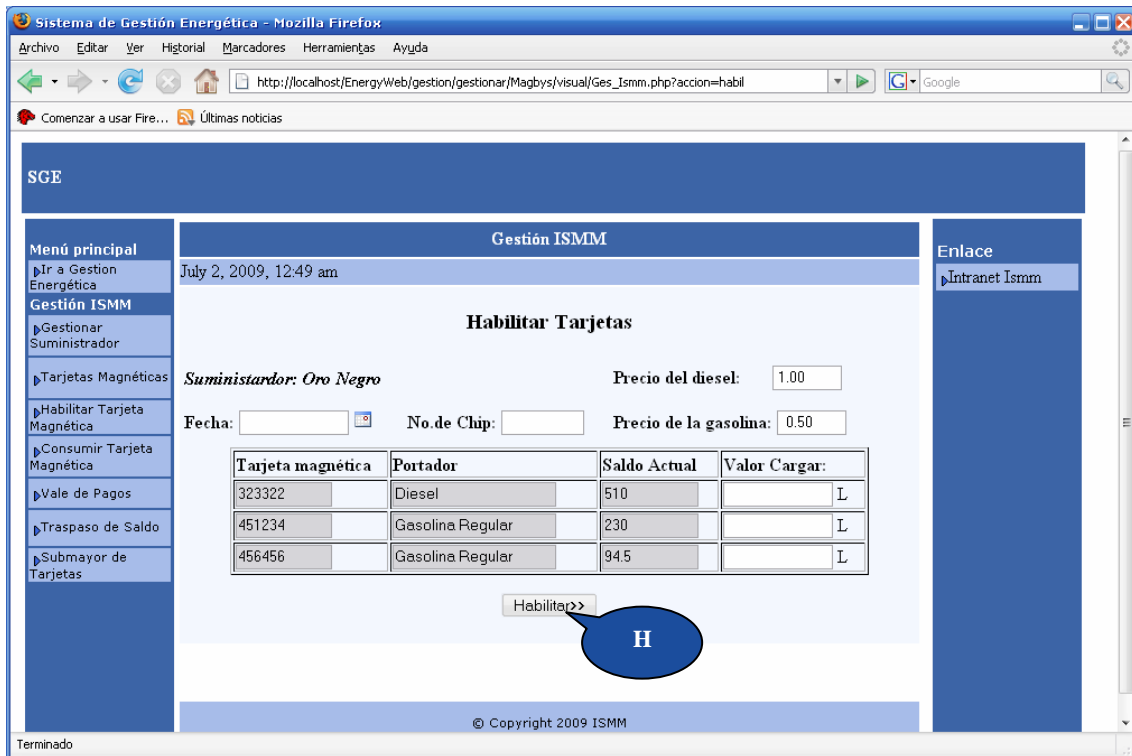 Sistema de Gestión Energética - Mozilla Firefox
Archivo Editar Ver Historial Marcadores Herramientas Ayuda
http://localhost/EnergyWeb/gestion/gestionar/Magbys/visual/Ges_Ismm.php?accion=habil
G Google
Comenzar a usar Fire... Últimas noticias
SGE
Menú principal
Ir a Gestion
Energética
Gestión ISMM
Gestionar
Suministrador
Tarjetas Magnéticas
Habilitar Tarjeta
Magnética
Consumir Tarjeta
Magnética
Vale de Pagos
Traspaso de Saldo
Submayor de
Tarjetas
Gestión ISMM
July 2, 2009, 12:49 am
Habilitar Tarjetas
Suministardor: Oro Negro Precio del diesel: 1.00
Fecha: No.de Chip: Precio de la gasolina: 0.50
Tarjeta magnética Portador Saldo Actual Valor Cargar:
323322 Diesel 510 L
451234 Gasolina Regular 230 L
456456 Gasolina Regular 94.5 L
Habilitar>>
H
© Copyright 2009 ISMM
Enlace
Intranet Ismm
Terminado